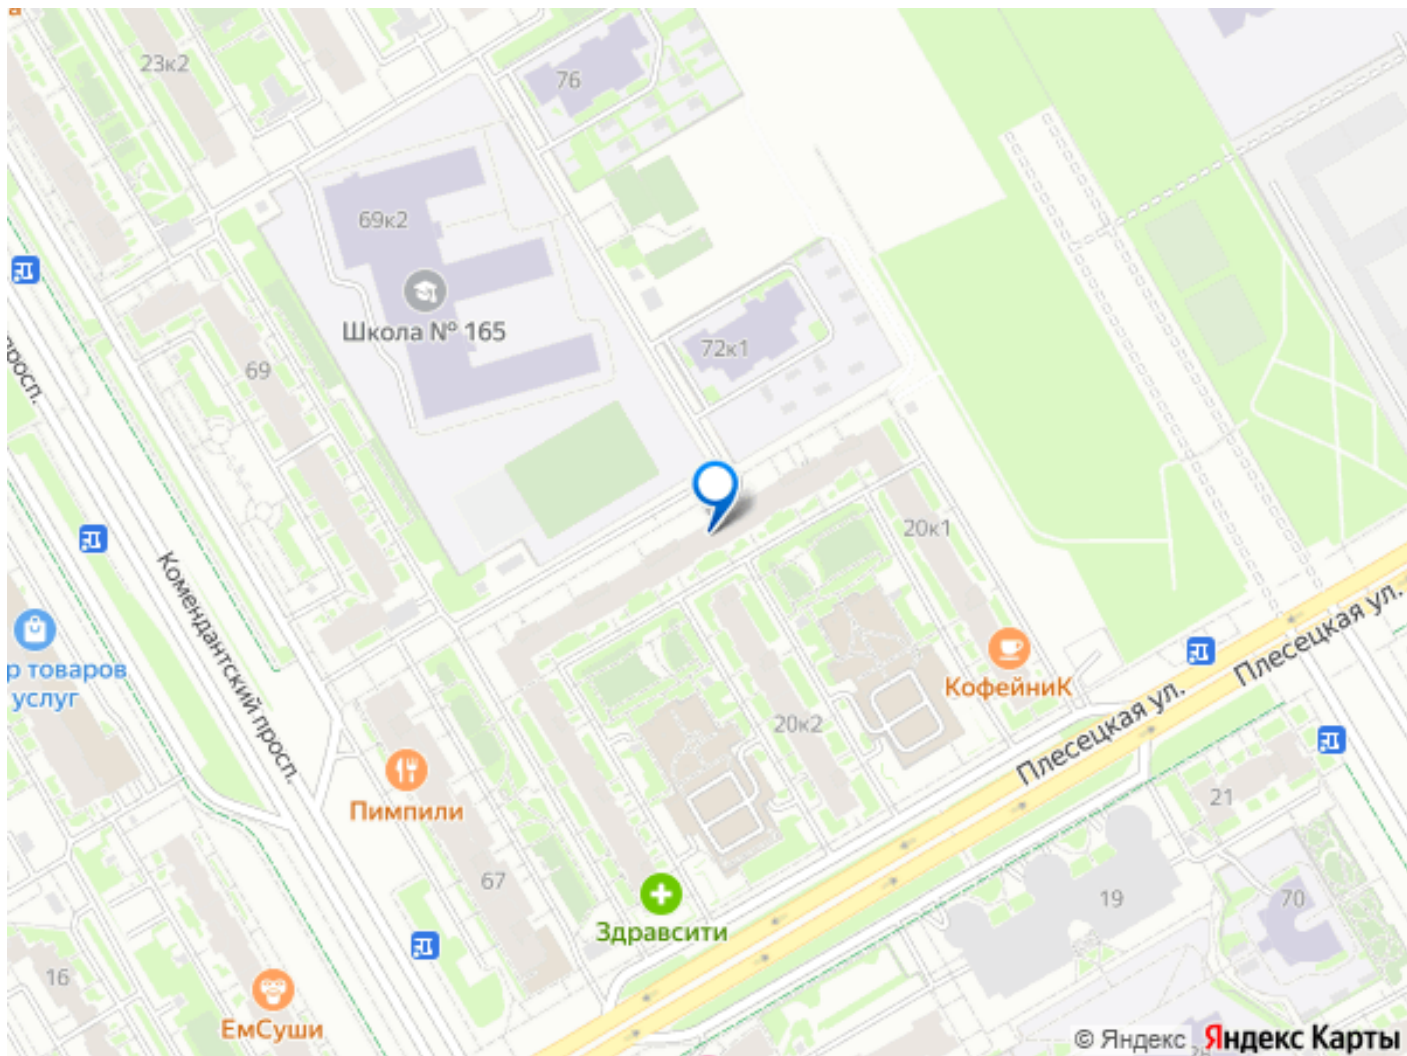 23к2
76
69к2
Школа № 165
72к1
69
просп.
20к1
Комендантский просп.
Плесецкая ул.
р товаров
услуг
КофейниК
20к2
Плесецкая ул.
Пимпили
21
67
19
70
Здравсити
16
ЕмСуши
© Яндекс Яндекс Карты